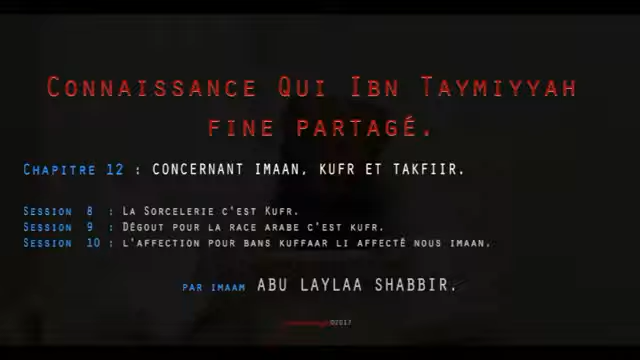 Connaissance Qui Ibn Taymiyyah
fine partagé.
Chapitre 12 : concernant imaan, kufr et takfiir.
Session 8 : La Sorcelerie c'est Kufr.
Session 9 : Dégout pour la race arabe c'est kufr.
Session 10 : l'affection pour bans kuffaar li affecté nous imaan.
par imaam ABU LAYLAA SHABBIR.
©2017